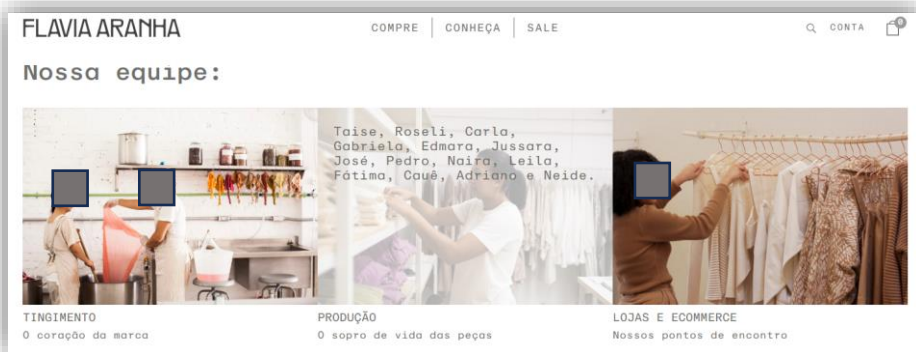 FLAVIA ARANHA
COMPRE
CONHEÇA
SALE
CONTA
0
Nossa equipe:
Taise, Roseli, Carla,
Gabriela, Edmara, Jussara,
José, Pedro, Naira, Leila,
Fátima, Cauê, Adriano e Neide.
TINGIMENTO
O coração da marca
PRODUÇÃO
O sopro de vida das peças
LOJAS E ECOMMERCE
Nossos pontos de encontro